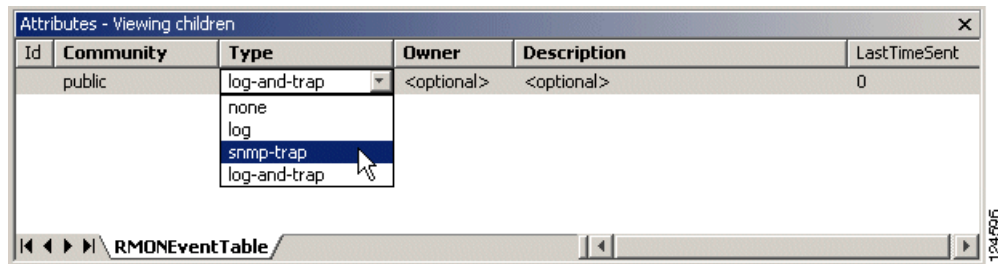 Attributes - Viewing children
Id Community Type Owner Description LastTimeSent
public log-and-trap <optional> <optional> 0
none
log
snmp-trap
log-and-trap
RMONEventTable
124595